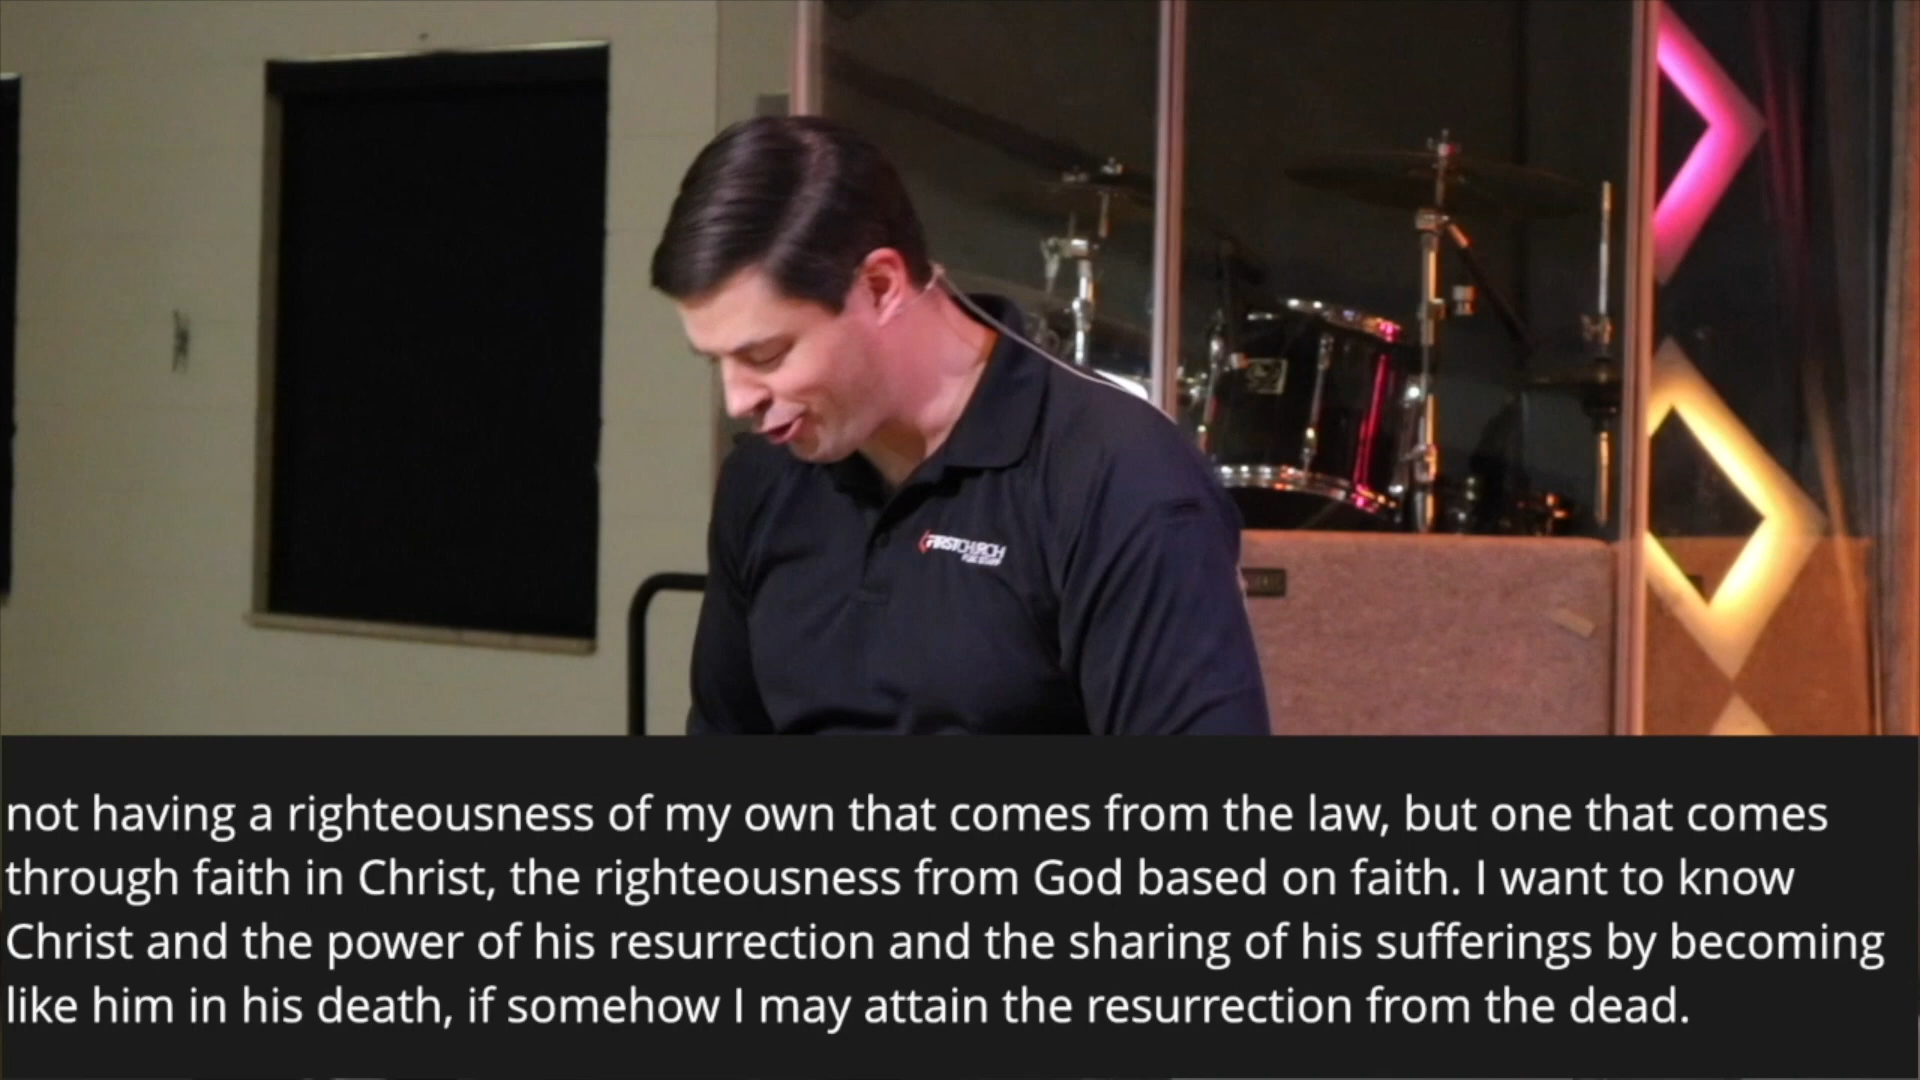 FIRSTCHURCH
not having a righteousness of my own that comes from the law, but one that comes
through faith in Christ, the righteousness from God based on faith. I want to know
Christ and the power of his resurrection and the sharing of his sufferings by becoming
like him in his death, if somehow I may attain the resurrection from the dead.